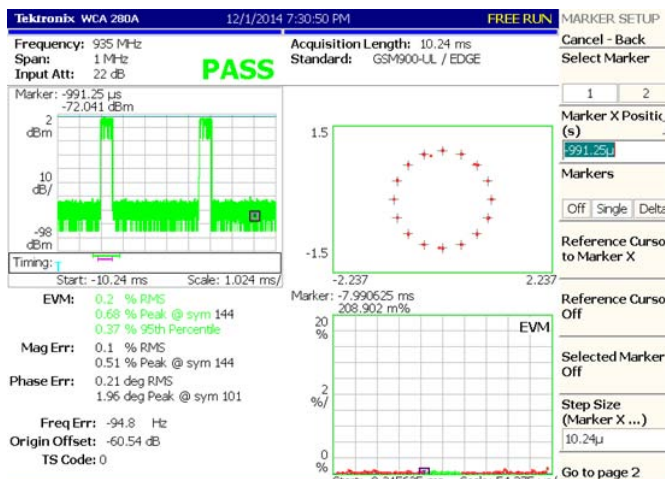 Tektronix WCA 280A 12/1/2014 7:30:50 PM FREE RUN
Frequency: 935 MHz
Span: 1 MHz
Input Att: 22 dB
PASS
Acquisition Length: 10.24 ms
Standard: GSM900-UL / EDGE
Marker: -991.25 µs
-72.041 dBm
2
dBm
10
dB/
-98
dBm
Timing: T
Start: -10.24 ms Scale: 1.024 ms/
1.5
-1.5
-2.237 2.237
EVM: 0.2 % RMS
0.68 % Peak @ sym 144
0.37 % 95th Percentile
Mag Err: 0.1 % RMS
0.51 % Peak @ sym 144
Phase Err: 0.21 deg RMS
1.96 deg Peak @ sym 101
Freq Err: -94.8 Hz
Origin Offset: -60.54 dB
TS Code: 0
Marker: -7.990625 ms
208.902 m%
20
%
EVM
2
%/
0
%
MARKER SETUP
Cancel - Back
Select Marker
1 2
Marker X Positic
(s)
-991.25µ
Markers
Off Single Delta
Reference Curso
to Marker X
Reference Curso
Off
Selected Marker
Off
Step Size
(Marker X ...)
10.24µ
Go to page 2